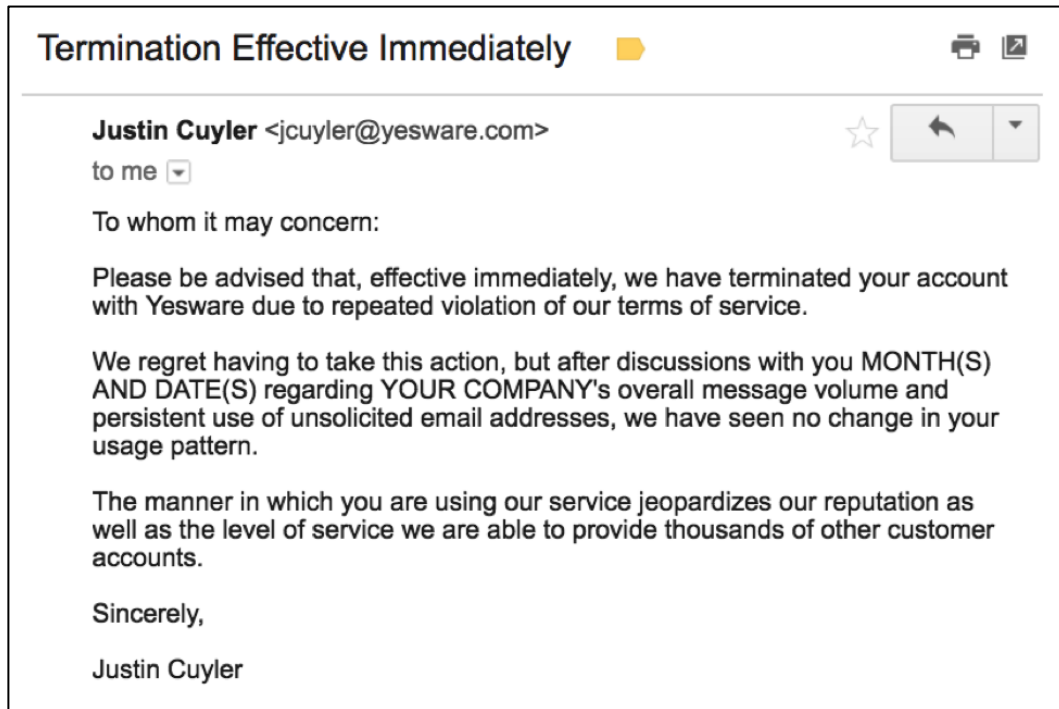 Termination Effective Immediately
Justin Cuyler <jcuyler@yesware.com>
to me
To whom it may concern:
Please be advised that, effective immediately, we have terminated your account
with Yesware due to repeated violation of our terms of service.
We regret having to take this action, but after discussions with you MONTH(S)
AND DATE(S) regarding YOUR COMPANY's overall message volume and
persistent use of unsolicited email addresses, we have seen no change in your
usage pattern.
The manner in which you are using our service jeopardizes our reputation as
well as the level of service we are able to provide thousands of other customer
accounts.
Sincerely,
Justin Cuyler